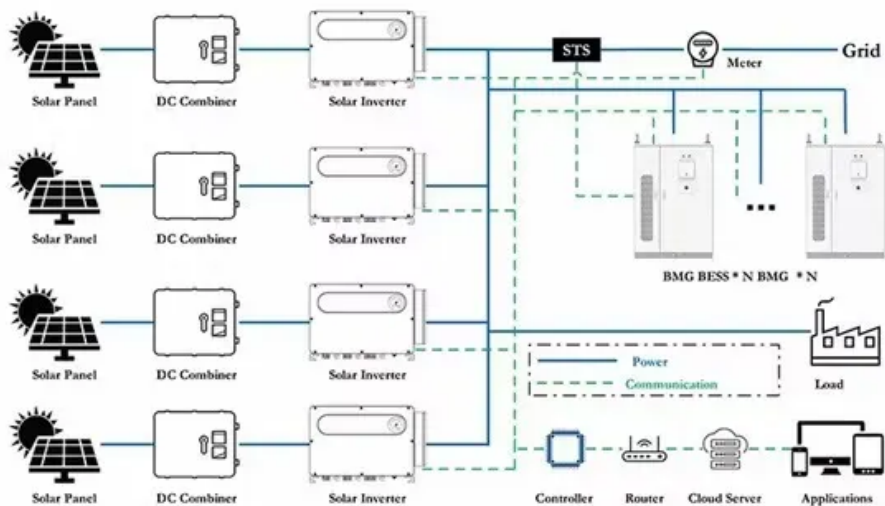 STS
Grid
Meter
Solar Panel
DC Combiner
Solar Inverter
Solar Panel
DC Combiner
Solar Inverter
BMG BESS * N BMG * N
Solar Panel
DC Combiner
Solar Inverter
Power
Communication
Load
Solar Panel
DC Combiner
Solar Inverter
Controller
Router
Cloud Server
Applications